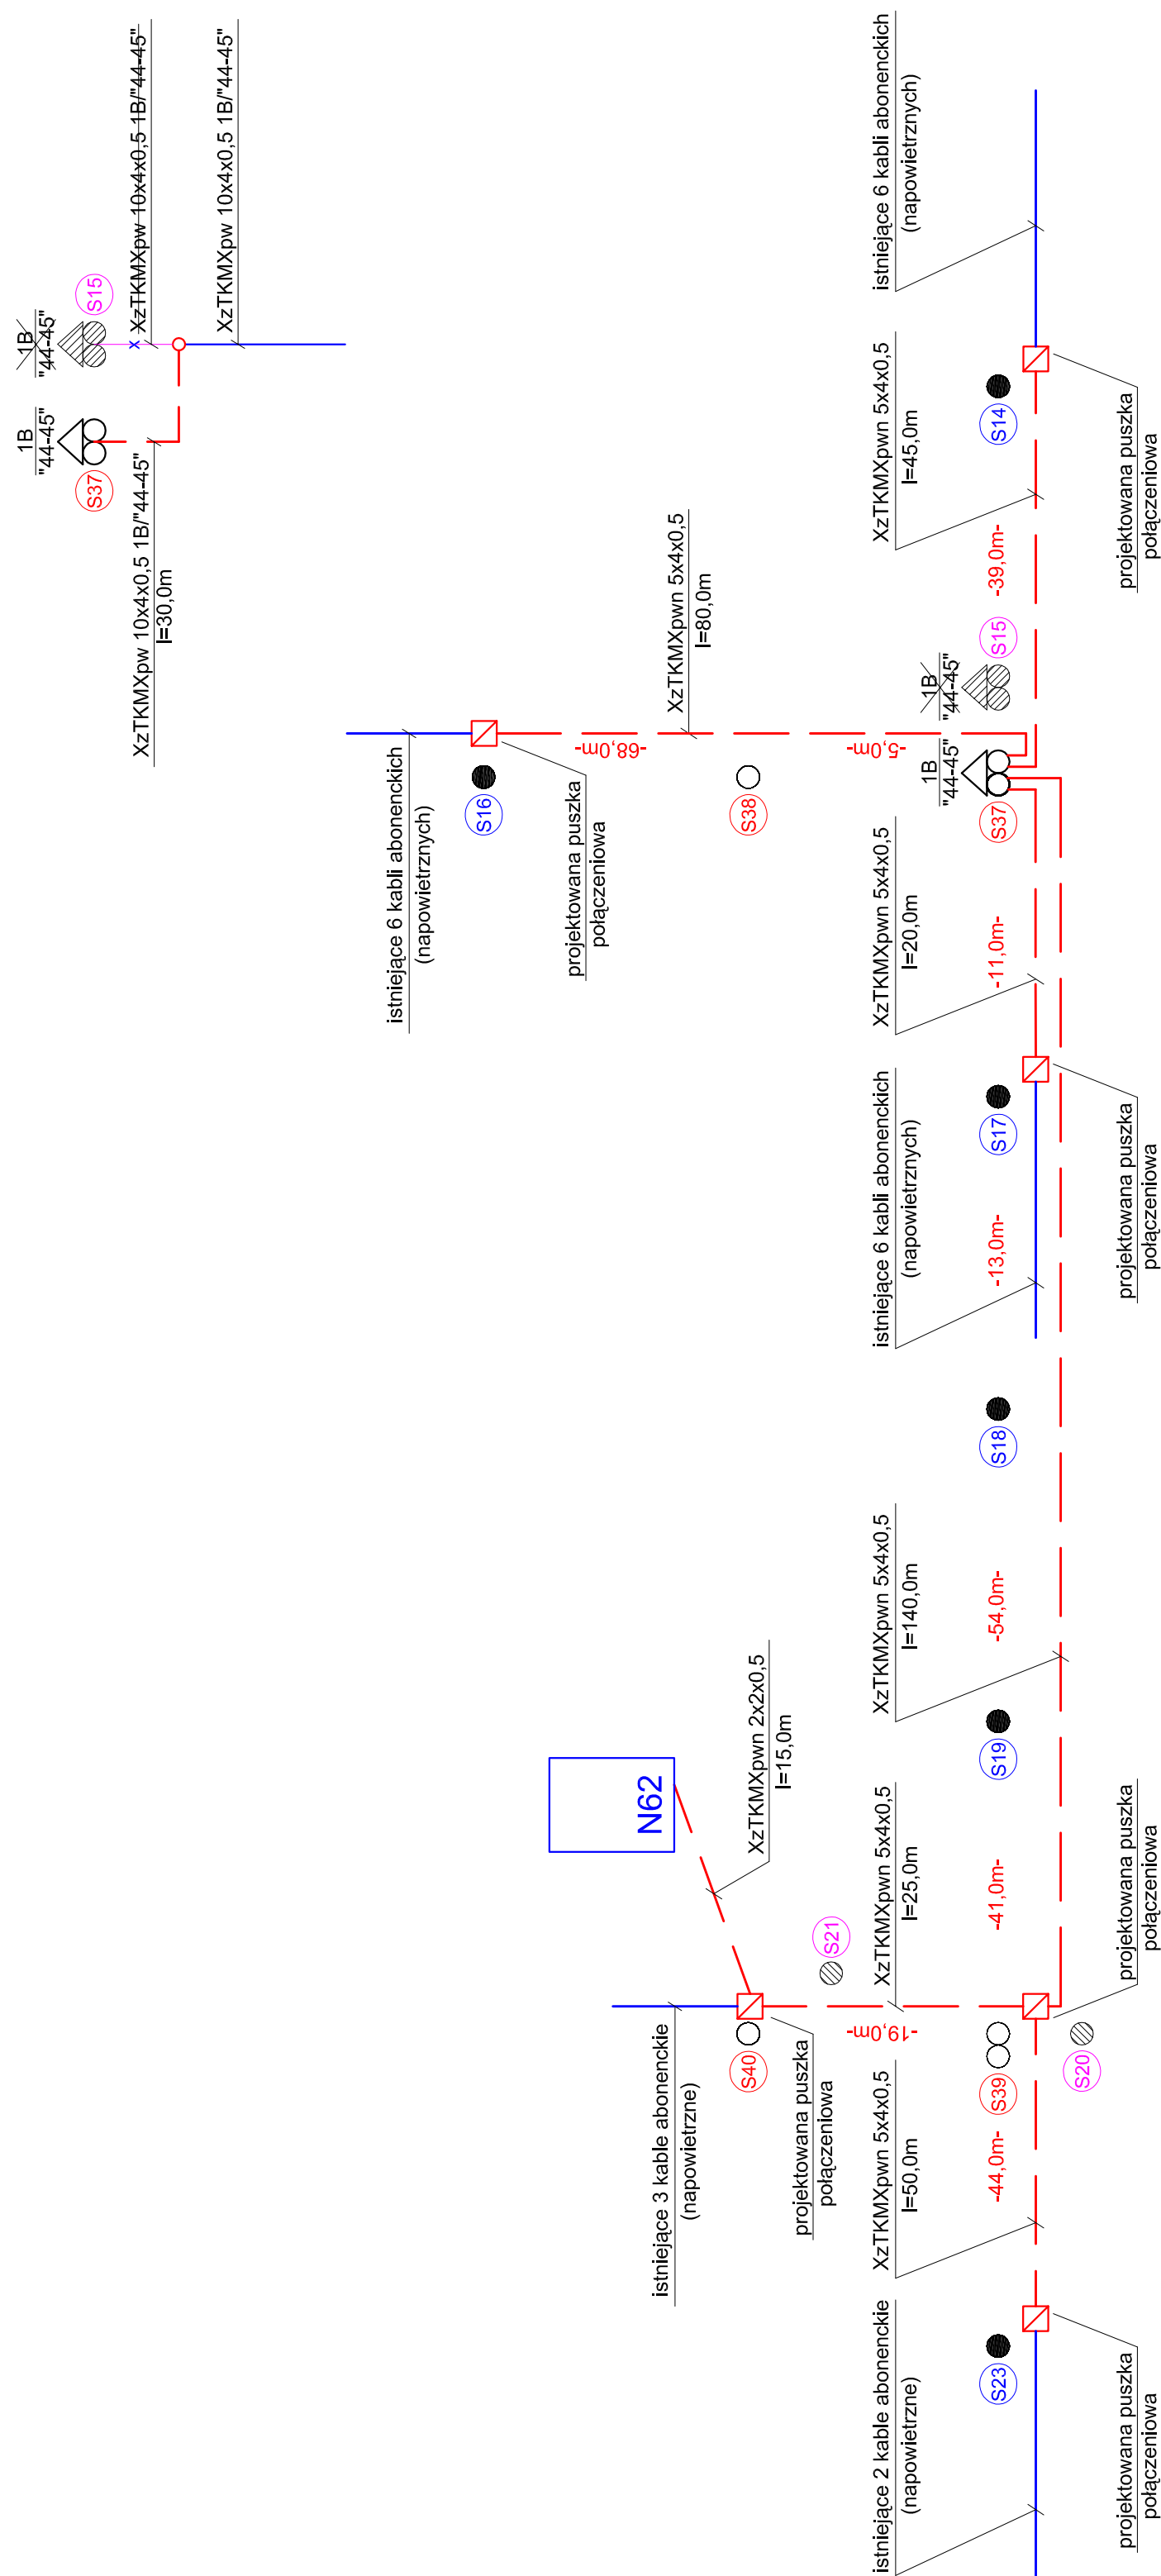 1B
"44-45"
S37
1B
"44-45"
S15
XzTKMXpw 10x4x0,5 1B/"44-45"
l=30,0m
XzTKMXpw 10x4x0,5 1B/"44-45"
XzTKMXpw 10x4x0,5 1B/"44-45"
istniejące 6 kabli abonenckich
(napowietrznych)
S16
projektowana puszka
połączeniowa
-68,0m-
XzTKMXpwn 5x4x0,5
l=80,0m
S38
-5,0m-
N62
XzTKMXpwn 2x2x0,5
l=15,0m
istniejące 3 kable abonenckie
(napowietrzne)
S40
projektowana puszka
połączeniowa
S21
-19,0m-
istniejące 2 kable abonenckie
(napowietrzne)
XzTKMXpwn 5x4x0,5
l=50,0m
XzTKMXpwn 5x4x0,5
l=25,0m
XzTKMXpwn 5x4x0,5
l=140,0m
istniejące 6 kabli abonenckich
(napowietrznych)
XzTKMXpwn 5x4x0,5
l=20,0m
1B
"44-45"
1B
"44-45"
XzTKMXpwn 5x4x0,5
l=45,0m
istniejące 6 kabli abonenckich
(napowietrznych)
S23
-44,0m-
S39
-41,0m-
S19
-54,0m-
S18
-13,0m-
S17
-11,0m-
S37
S15
-39,0m-
S14
S20
projektowana puszka
połączeniowa
projektowana puszka
połączeniowa
projektowana puszka
połączeniowa
projektowana puszka
połączeniowa